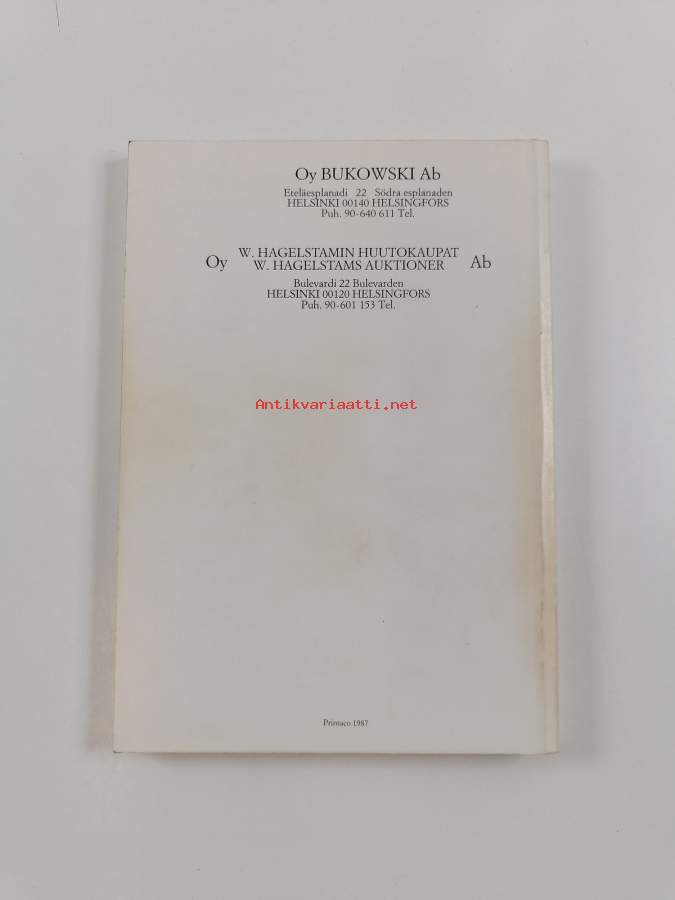 Oy BUKOWSKI Ab
Eteläesplanadi 22 Södra esplanaden
HELSINKI 00140 HELSINGFORS
Puh. 90-640 611 Tel.
Oy W. HAGELSTAMIN HUUTOKAUPAT Ab
W. HAGELSTAMS AUKTIONER
Bulevardi 22 Bulevarden
HELSINKI 00120 HELSINGFORS
Puh. 90-601 153 Tel.
Antikvariaatti.net
Printaco 1987